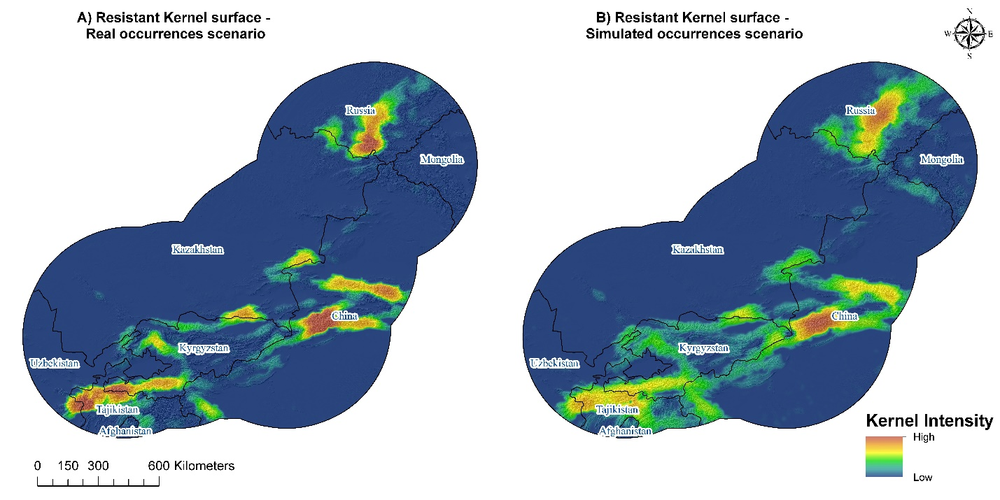 A) Resistant Kernel surface -
Real occurrences scenario
B) Resistant Kernel surface -
Simulated occurrences scenario
N
W E
S
Russia
Mongolia
Kazakhstan
China
Kyrgyzstan
Uzbekistan
Tajikistan
Afghanistan
Russia
Mongolia
Kazakhstan
China
Kyrgyzstan
Uzbekistan
Tajikistan
Afghanistan
Kernel Intensity
High
Low
0 150 300 600 Kilometers